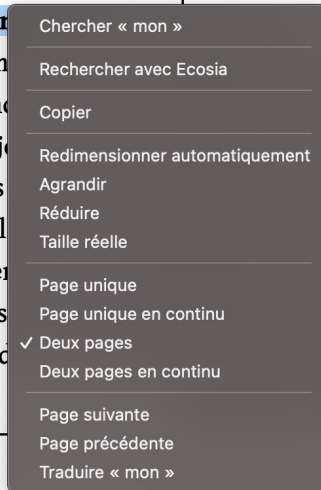 Chercher « mon »
Rechercher avec Ecosia
Copier
Redimensionner automatiquement
Agrandir
Réduire
Taille réelle
Page unique
Page unique en continu
✓ Deux pages
Deux pages en continu
Page suivante
Page précédente
Traduire « mon »